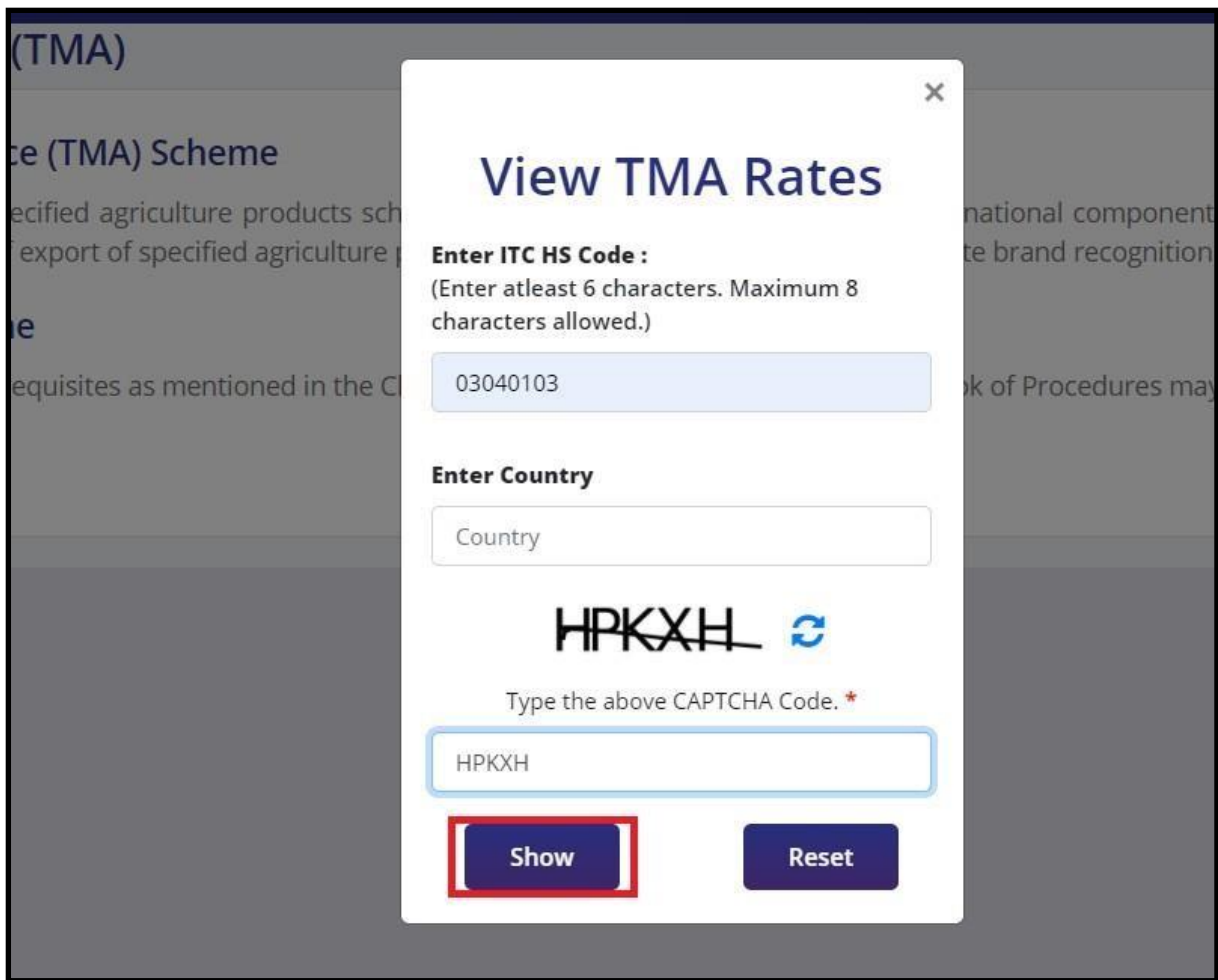 (TMA)
ce (TMA) Scheme
ecified agriculture products sch
national component
export of specified agriculture
te brand recognition
equisites as mentioned in the
k of Procedures may
×
View TMA Rates
Enter ITC HS Code :
(Enter atleast 6 characters. Maximum 8
characters allowed.)
03040103
Enter Country
Country
HPKXH
Type the above CAPTCHA Code. *
HPKXH
Show
Reset